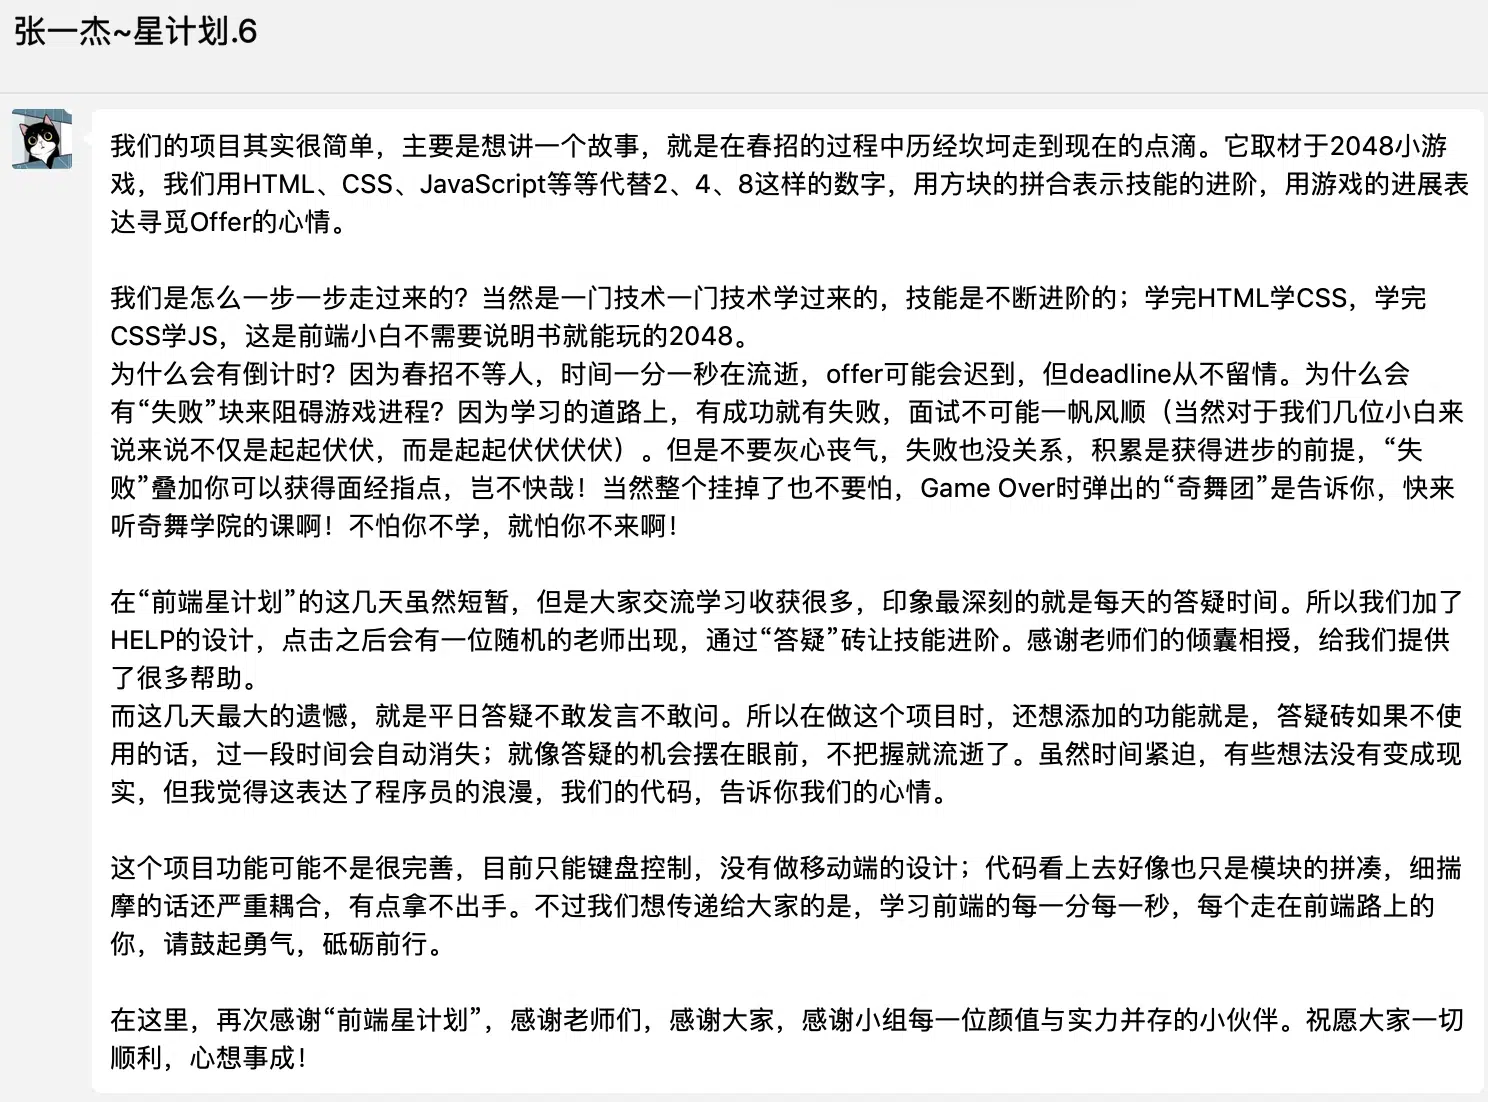 张一杰~星计划.6
我们的项目其实很简单，主要是想讲一个故事，就是在春招的过程中历经坎坷走到现在的点滴。它取材于2048小游
戏，我们用HTML、CSS、JavaScript等等代替2、4、8这样的数字，用方块的拼合表示技能的进阶，用游戏的进展表
达寻觅Offer的心情。
我们是怎么一步一步走过来的？当然是一门技术一门技术学过来的，技能是不断进阶的；学完HTML学CSS，学完
CSS学JS，这是前端小白不需要说明书就能玩的2048。
为什么会有倒计时？因为春招不等人，时间一分一秒在流逝，offer可能会迟到，但deadline从不留情。为什么会
有“失败”块来阻碍游戏进程？因为学习的道路上，有成功就有失败，面试不可能一帆风顺（当然对于我们几位小白来
说来说不仅是起起伏伏，而是起起伏伏伏伏）。但是不要灰心丧气，失败也没关系，积累是获得进步的前提，“失
败”叠加你可以获得面经指点，岂不快哉！当然整个挂掉了也不要怕，Game Over时弹出的“奇舞团”是告诉你，快来
听奇舞学院的课啊！不怕你不学，就怕你不来啊！
在“前端星计划”的这几天虽然短暂，但是大家交流学习收获很多，印象最深刻的就是每天的答疑时间。所以我们加了
HELP的设计，点击之后会有一位随机的老师出现，通过“答疑”砖让技能进阶。感谢老师们的倾囊相授，给我们提供
了很多帮助。
而这几天最大的遗憾，就是平日答疑不敢发言不敢问。所以在做这个项目时，还想添加的功能就是，答疑砖如果不使
用的话，过一段时间会自动消失；就像答疑的机会摆在眼前，不把握就流逝了。虽然时间紧迫，有些想法没有变成现
实，但我觉得这表达了程序员的浪漫，我们的代码，告诉你我们的心情。
这个项目功能可能不是很完善，目前只能键盘控制，没有做移动端的设计；代码看上去好像也只是模块的拼凑，细揣
摩的话还严重耦合，有点拿不出手。不过我们想传递给大家的是，学习前端的每一分每一秒，每个走在前端路上的
你，请鼓起勇气，砥砺前行。
在这里，再次感谢“前端星计划”，感谢老师们，感谢大家，感谢小组每一位颜值与实力并存的小伙伴。祝愿大家一切
顺利，心想事成！